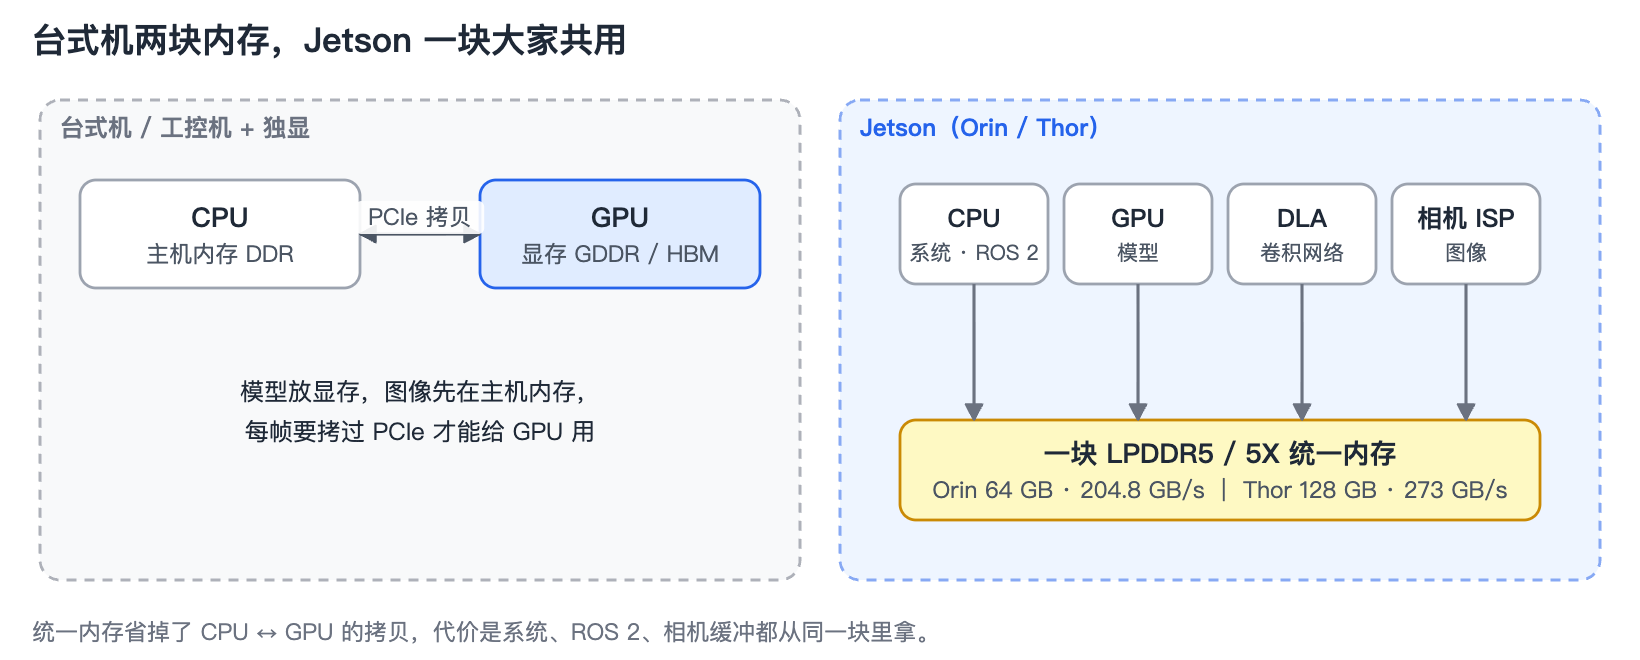 台式机两块内存，Jetson 一块大家共用
台式机 / 工控机 + 独显
CPU
主机内存 DDR
PCIe 拷贝
GPU
显存 GDDR / HBM
模型放显存，图像先在主机内存，
每帧要拷过 PCIe 才能给 GPU 用
Jetson（Orin / Thor）
CPU
系统 · ROS 2
GPU
模型
DLA
卷积网络
相机 ISP
图像
一块 LPDDR5 / 5X 统一内存
Orin 64 GB · 204.8 GB/s ｜ Thor 128 GB · 273 GB/s
统一内存省掉了 CPU ↔ GPU 的拷贝，代价是系统、ROS 2、相机缓冲都从同一块里拿。